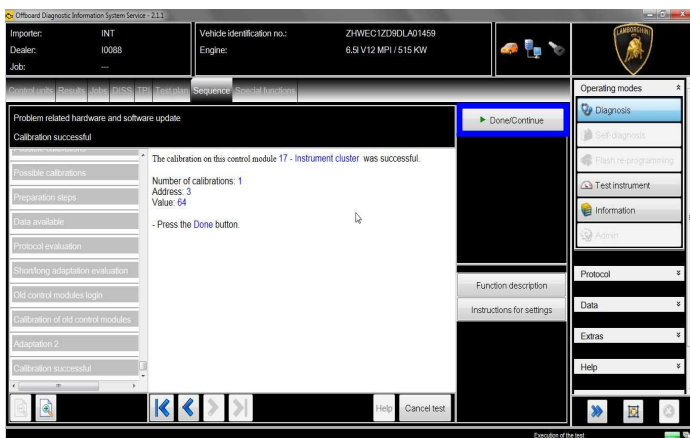 Offboard Diagnostic Information System Service - 2.1.1
Importer: INT
Dealer: I0088
Job: ---
Vehicle identification no.: ZHWEC1ZD9DLA01459
Engine: 6.5l V12 MPI / 515 KW
LAMBORGHINI
Control units Results Jobs DISS TPI Test plan Sequence Special functions
Problem related hardware and software update
Calibration successful
Possible calibrations
Preparation steps
Data available
Protocol evaluation
Short/long adaptation evaluation
Old control modules login
Calibration of old control modules
Adaptation 2
Calibration successful
The calibration on this control module 17 - Instrument cluster was successful.
Number of calibrations: 1
Address: 3
Value: 64
- Press the Done button.
Help
Cancel test
Done/Continue
Function description
Instructions for settings
Operating modes
Diagnosis
Self-diagnosis
Flash re-programming
Test instrument
Information
Admin
Protocol
Data
Extras
Help
Execution of the test